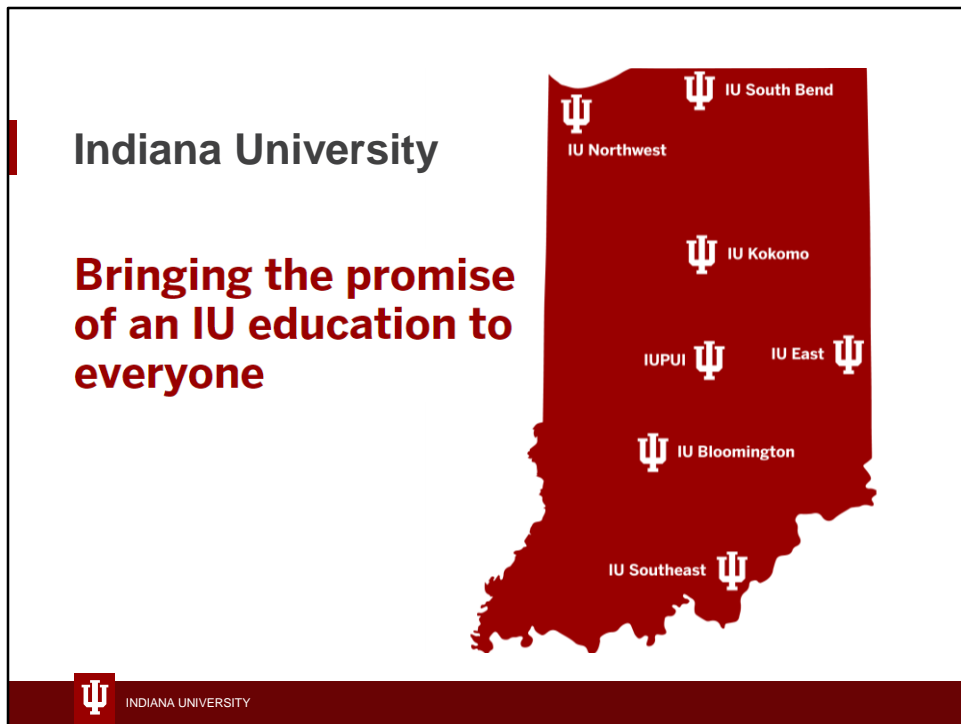 Indiana University
Bringing the promise
of an IU education to
everyone
IU South Bend
IU Northwest
IU Kokomo
IUPUI
IU East
IU Bloomington
IU Southeast
INDIANA UNIVERSITY